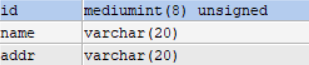 id mediumint(8) unsigned
name varchar(20)
addr varchar(20)